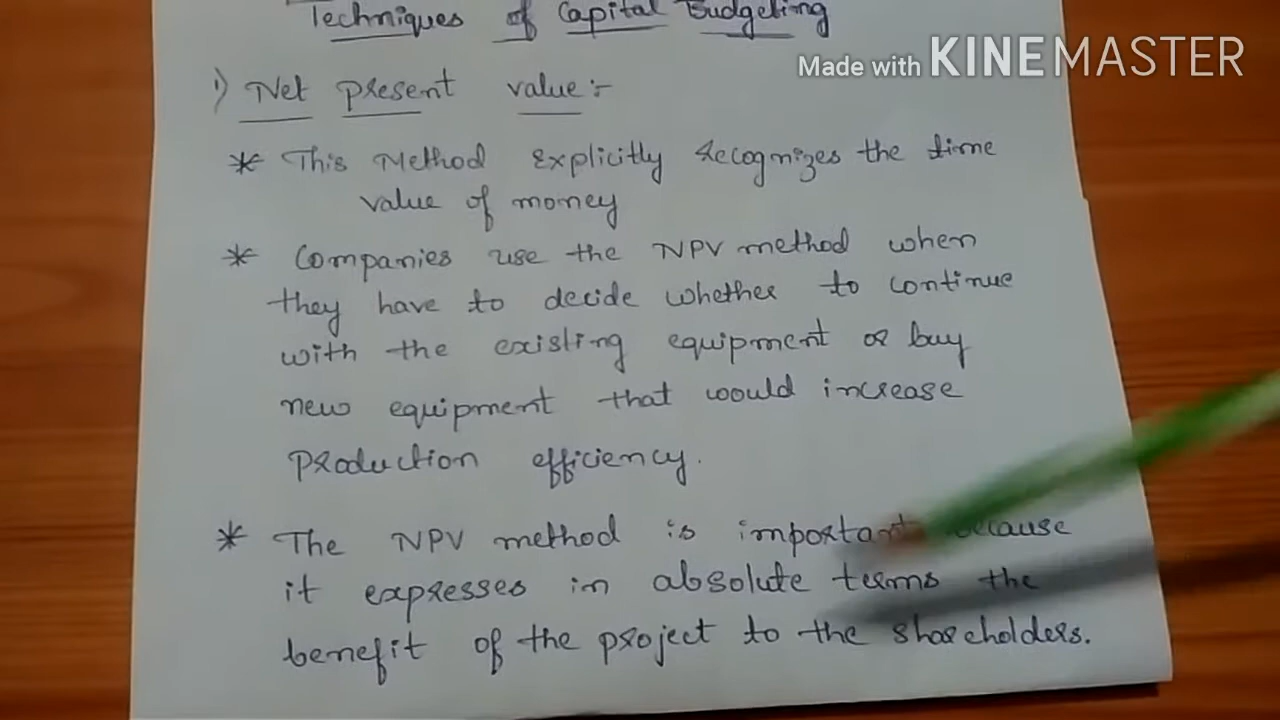 Techniques of Capital Budgeting
Made with KINEMASTER
1) Net present value :-
* This Method Explicitly Recognizes the time
value of money
* Companies use the NPV method when
they have to decide whether to continue
with the existing equipment or buy
new equipment that would increase
production efficiency.
* The NPV method is important because
it expresses in absolute terms the
benefit of the project to the shareholders.